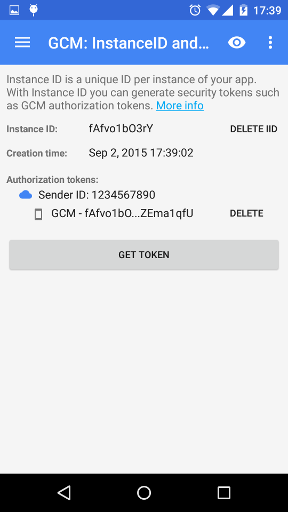 17:39
GCM: InstanceID and...
Instance ID is a unique ID per instance of your app.
With Instance ID you can generate security tokens such
as GCM authorization tokens. More info
Instance ID: fAfvo1bO3rY DELETE IID
Creation time: Sep 2, 2015 17:39:02
Authorization tokens:
Sender ID: 1234567890
GCM - fAfvo1bO...ZEma1qfU DELETE
GET TOKEN